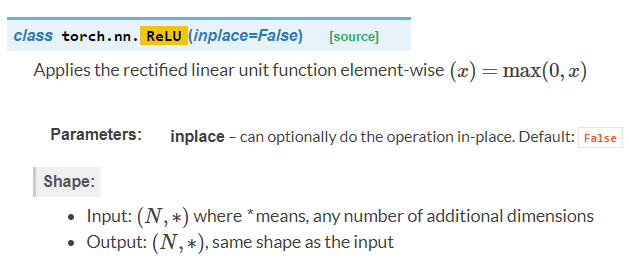 class torch.nn.ReLU(inplace=False) [source]
Applies the rectified linear unit function element-wise (x) = max(0, x)
Parameters: inplace – can optionally do the operation in-place. Default: False
Shape:
• Input: (N, *) where * means, any number of additional dimensions
• Output: (N, *), same shape as the input